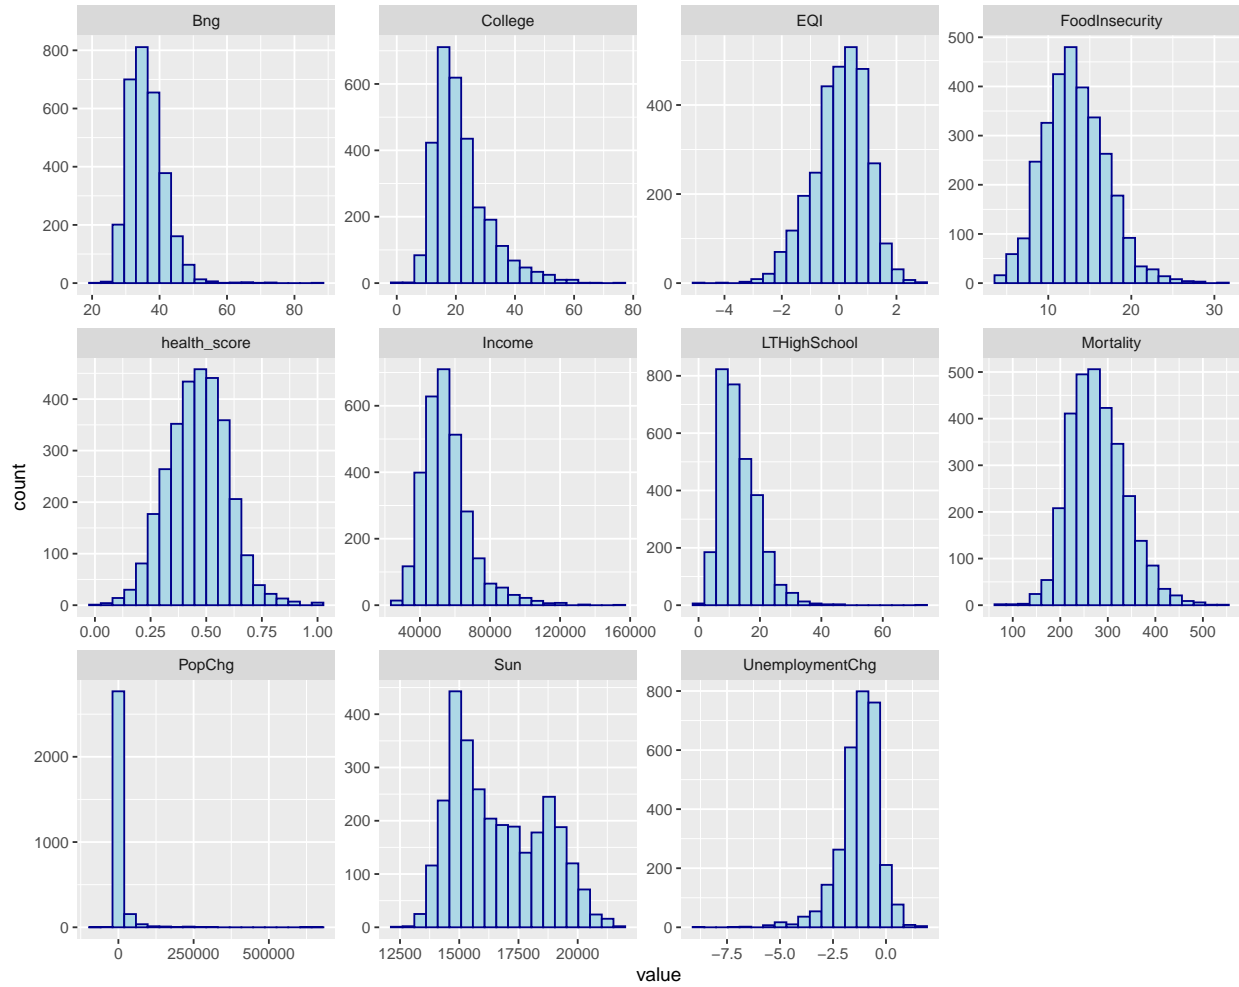 Bng
College
EQI
FoodInsecurity
800
600
400
200
0
20 40 60 80
600
400
200
0
0 20 40 60 80
400
200
0
−4 −2 0 2
500
400
300
200
100
0
10 20 30
health_score
Income
LTHighSchool
Mortality
400
300
200
100
0
0.00 0.25 0.50 0.75 1.00
600
400
200
0
40000 80000 120000 160000
800
600
400
200
0
0 20 40 60
500
400
300
200
100
0
100 200 300 400 500
PopChg
Sun
UnemploymentChg
2000
1000
0
0 250000 500000
400
300
200
100
0
12500 15000 17500 20000
800
600
400
200
0
−7.5 −5.0 −2.5 0.0
count
value